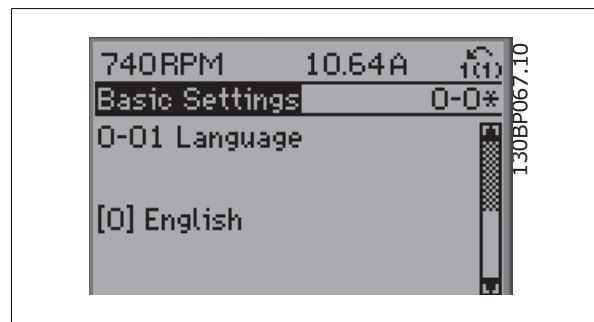 740RPM 10.64A 1(1)
Basic Settings 0-0*
0-01 Language
[0] English
130BP067.10